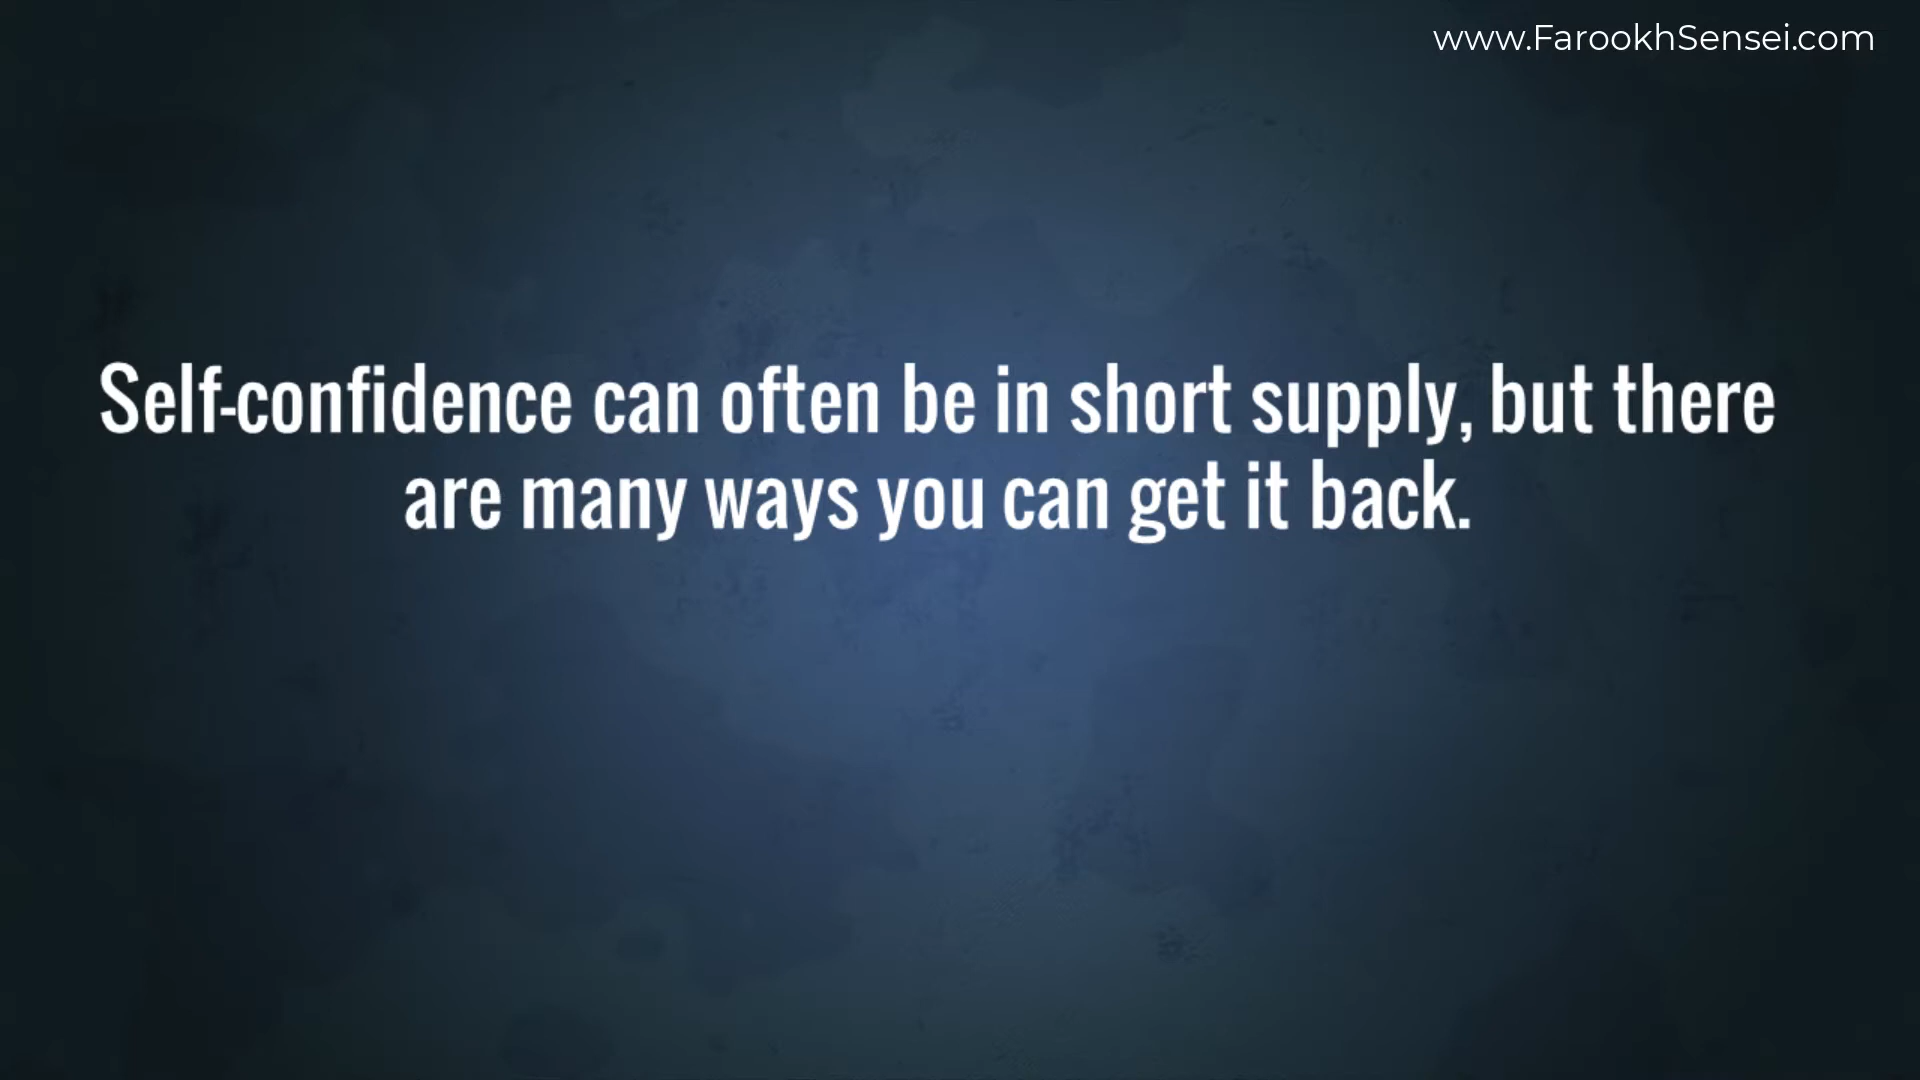 www.FarookhSensei.com
Self-confidence can often be in short supply, but there
are many ways you can get it back.